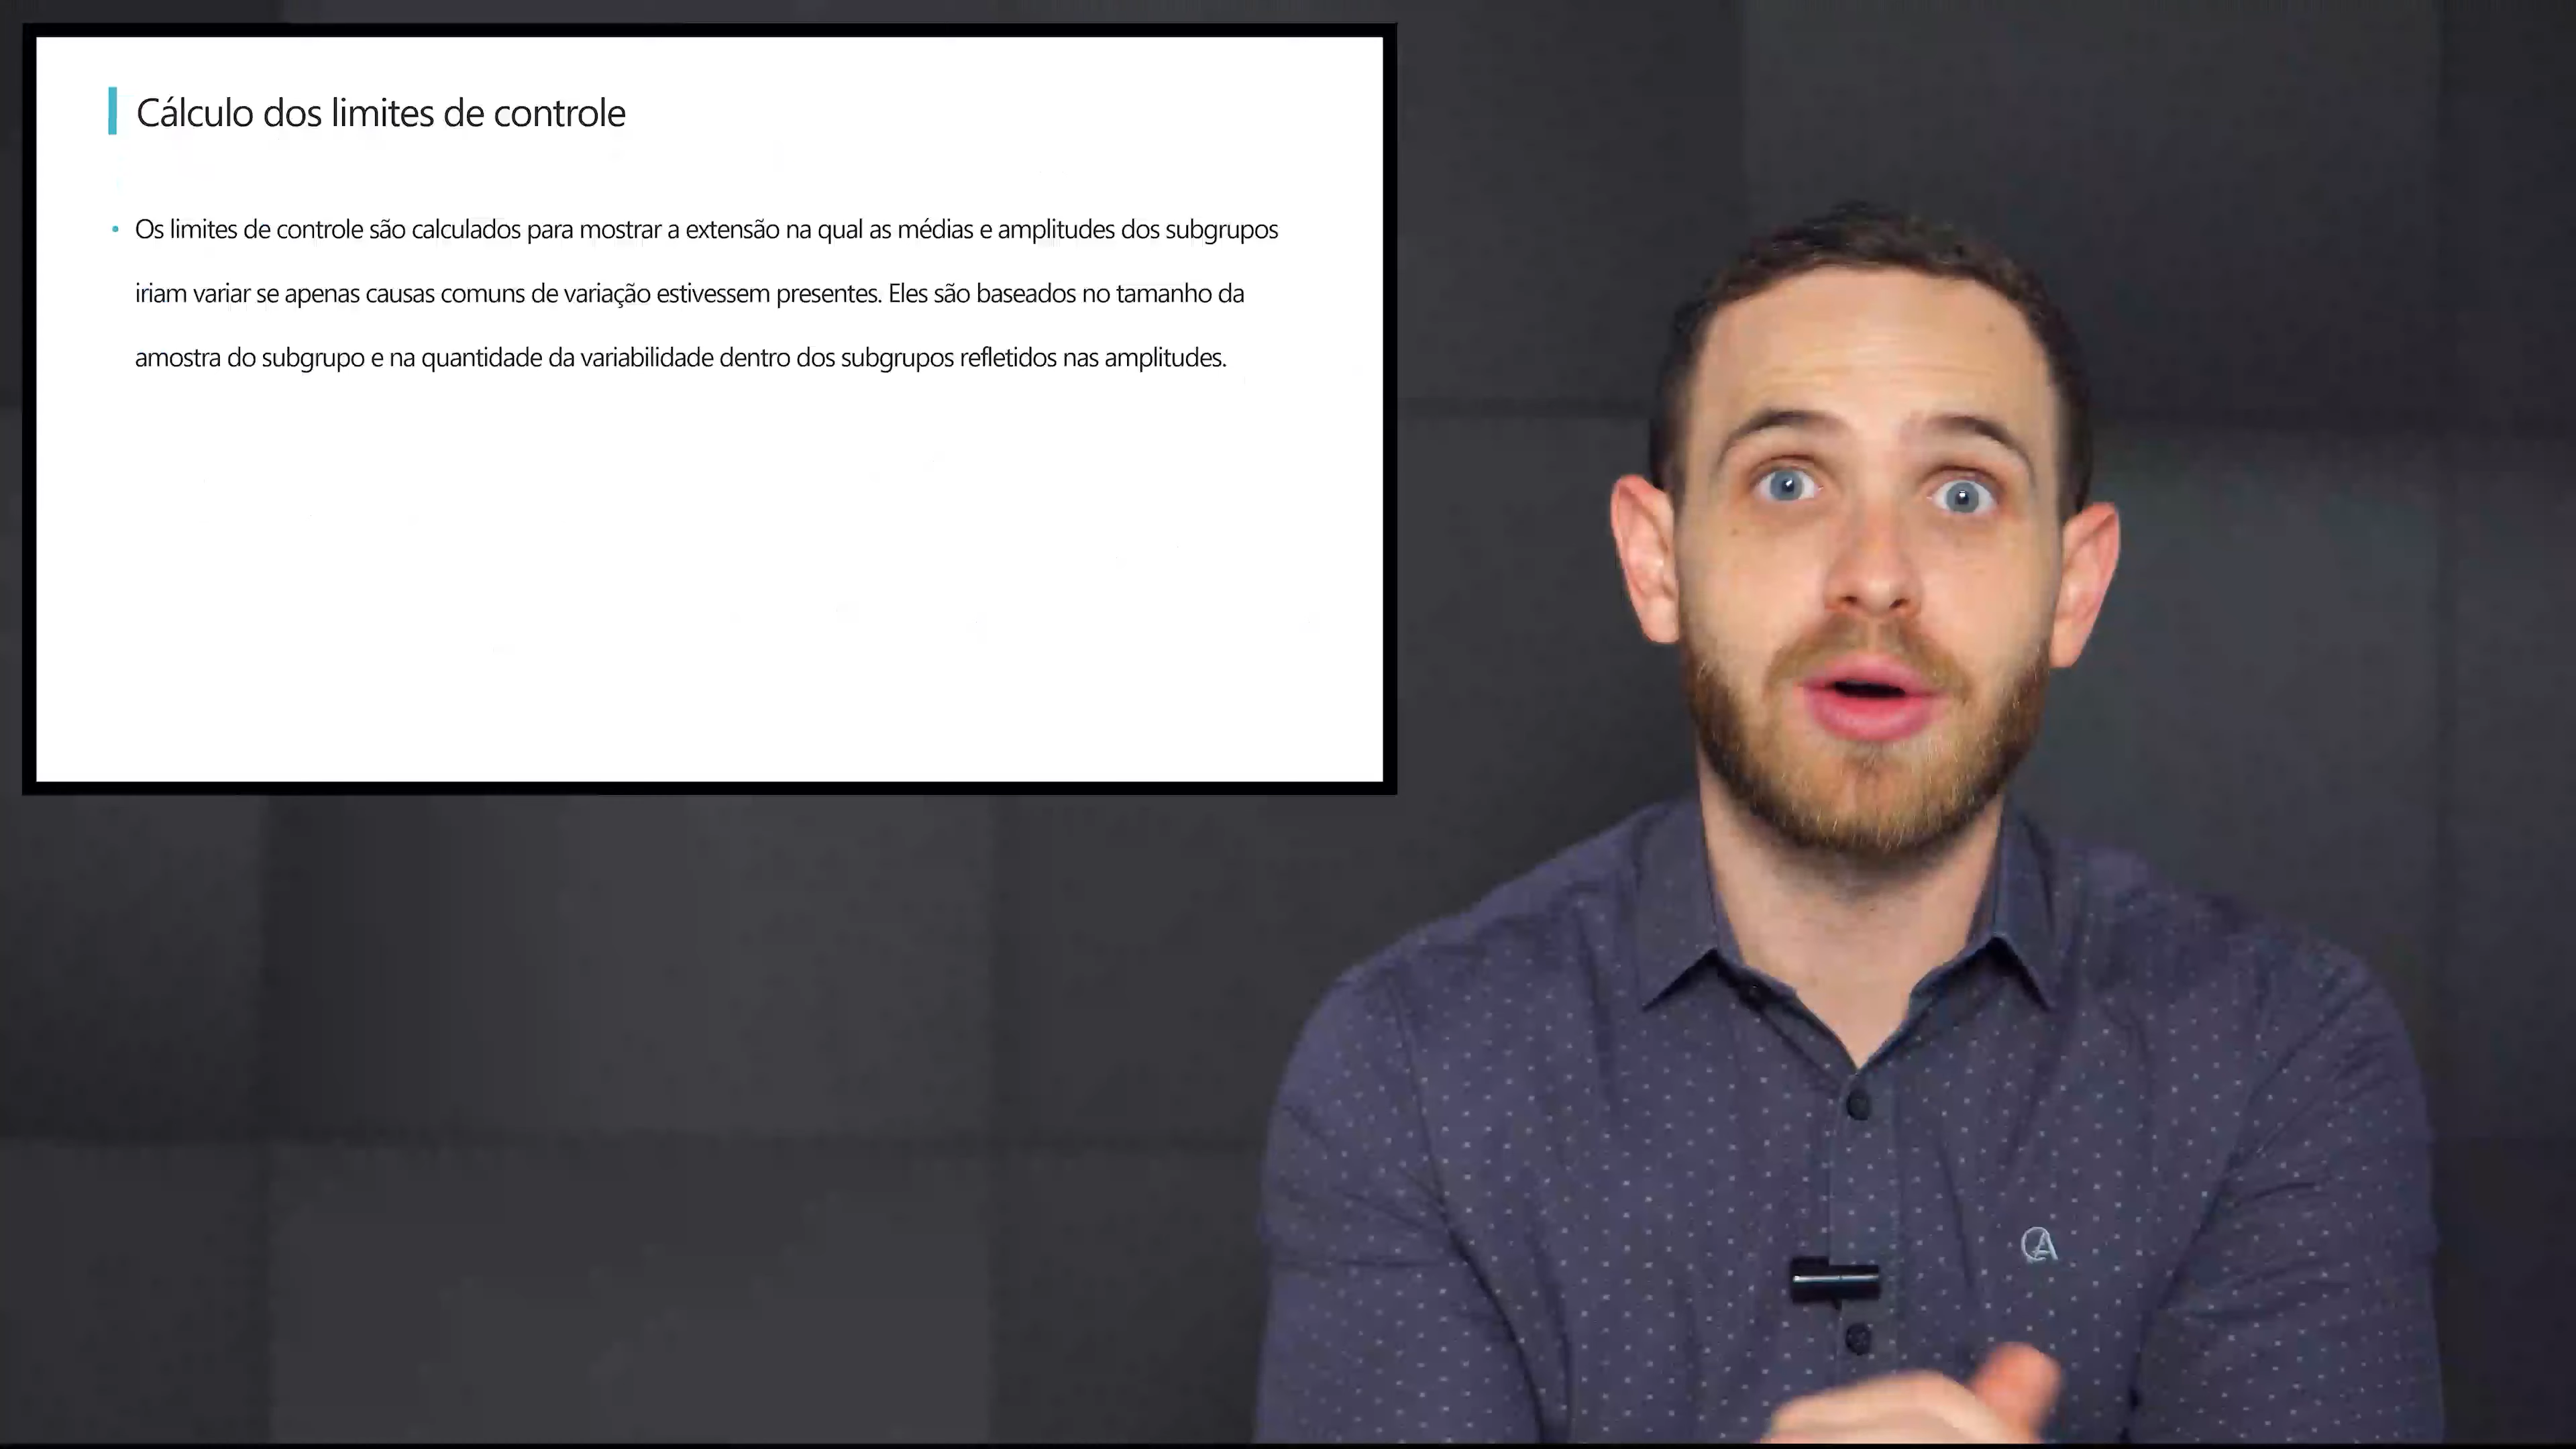 Cálculo dos limites de controle
• Os limites de controle são calculados para mostrar a extensão na qual as médias e amplitudes dos subgrupos
iriam variar se apenas causas comuns de variação estivessem presentes. Eles são baseados no tamanho da
amostra do subgrupo e na quantidade da variabilidade dentro dos subgrupos refletidos nas amplitudes.